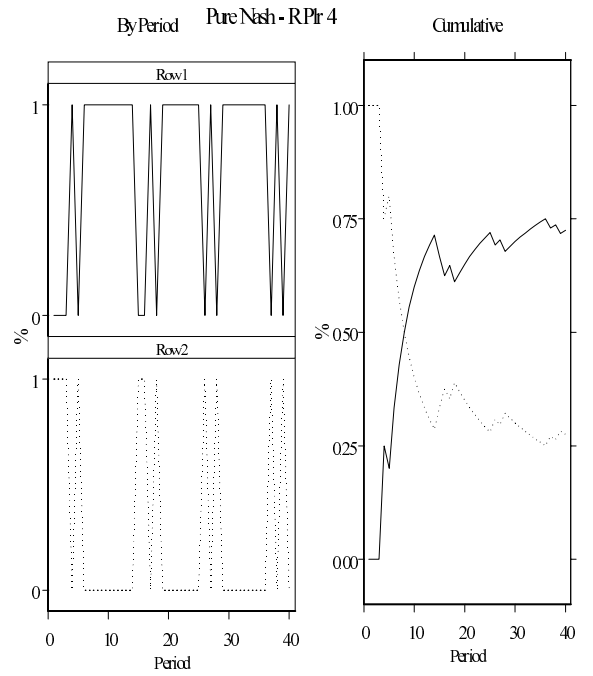 Pure Nash - R Plr 4
By Period
Cumulative
Row1
1
0
%
Row2
1
0
0 10 20 30 40
Period
1.00
0.75
0.50
0.25
0.00
%
0 10 20 30 40
Period